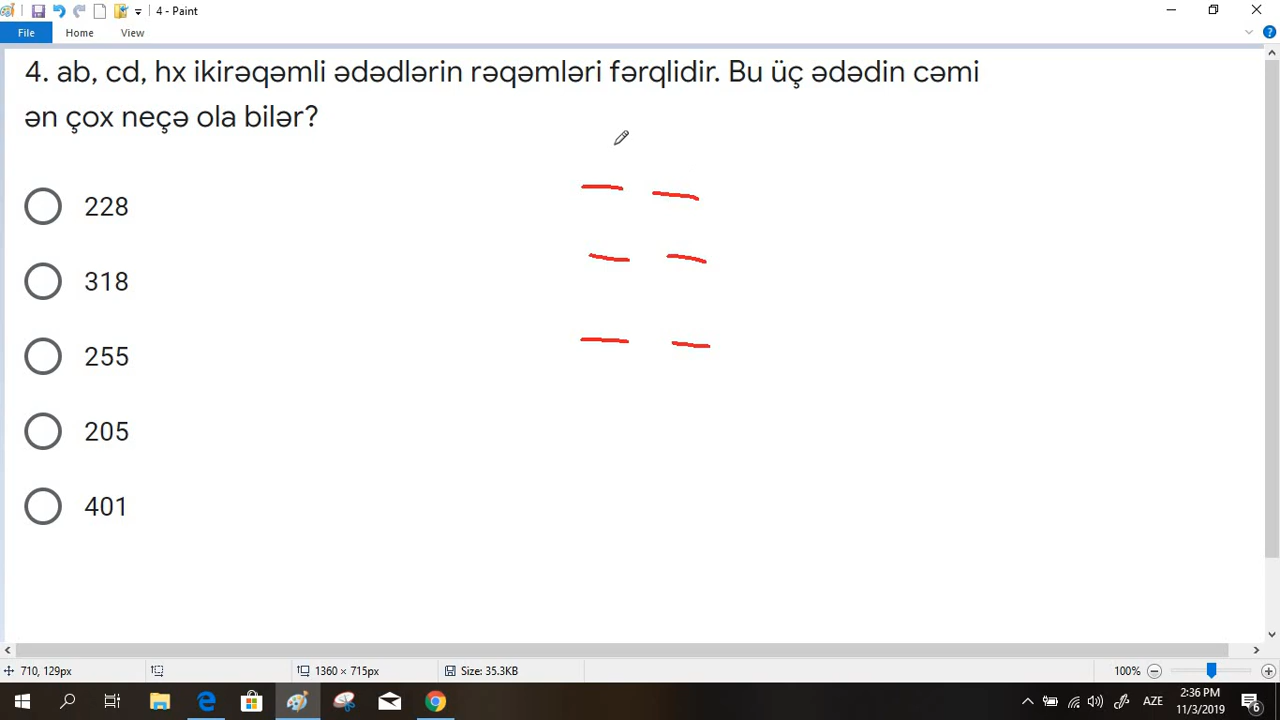 4 - Paint
File Home View
4. ab, cd, hx ikirəqəmli ədədlərin rəqəmləri fərqlidir. Bu üç ədədin cəmi
ən çox neçə ola bilər?
228
318
255
205
401
710, 129px 1360 × 715px Size: 35.3KB 100%
AZE 2:36 PM
11/3/2019 6